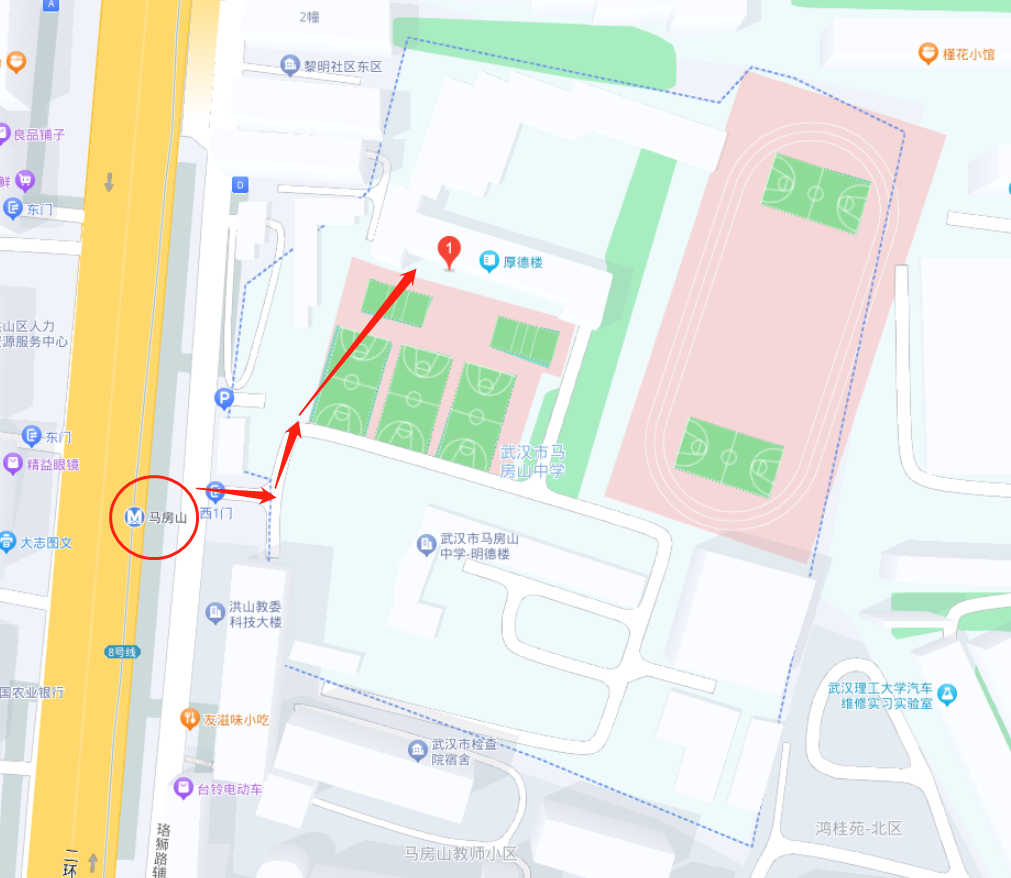 A
2幢
黎明社区东区
槿花小馆
良品铺子
鲜
D
东门
1
厚德楼
山区人力
资源服务中心
P
东门
精益眼镜
武汉市马
房山中学
西1门
M
马房山
大志图文
武汉市马房山
中学-明德楼
洪山教委
科技大楼
8号线
国农业银行
武汉理工大学汽车
维修实习实验室
友滋味小吃
武汉市检查
院宿舍
台铃电动车
珞狮路辅
二环
鸿桂苑-北区
马房山教师小区